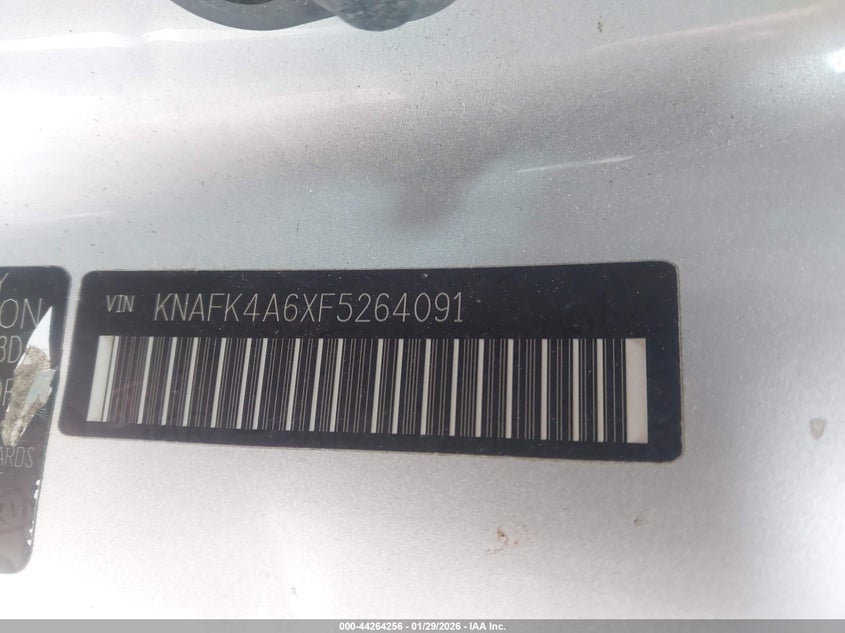 Y
ON
3D
ARDS
VIN KNAFK4A6XF5264091
000-44264256 - 01/29/2026 - IAA Inc.